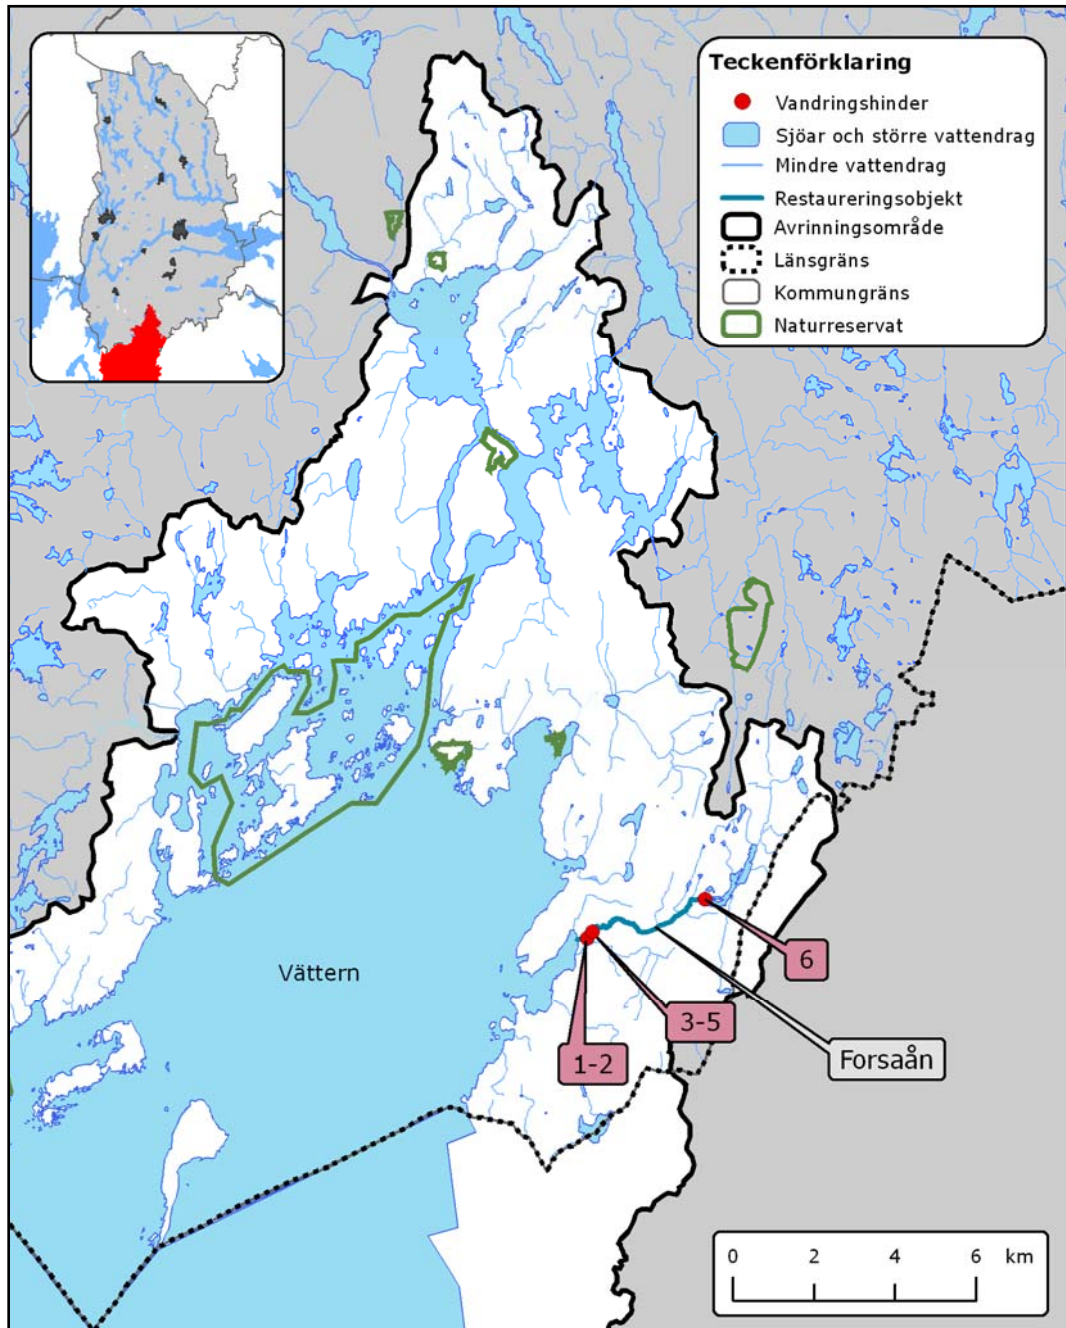 Teckenförklaring
Vandringshinder
Sjöar och större vattendrag
Mindre vattendrag
Restaureringsobjekt
Avrinningsområde
Länsgräns
Kommungräns
Naturreservat
Vättern
6
3-5
1-2
Forsaån
0 2 4 6 km